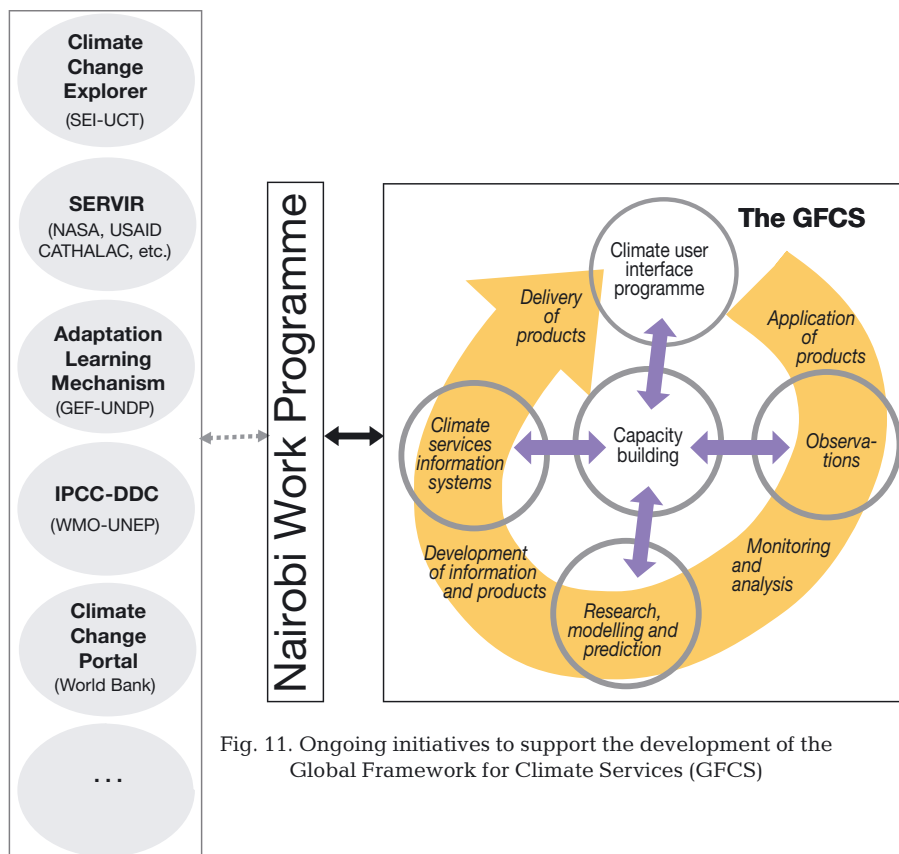 Climate
Change
Explorer
(SEI-UCT)
SERVIR
(NASA, USAID
CATHALAC, etc.)
Adaptation
Learning
Mechanism
(GEF-UNDP)
IPCC-DDC
(WMO-UNEP)
Climate
Change
Portal
(World Bank)
...
Nairobi Work Programme
The GFCS
Climate user
interface
programme
Delivery
of
products
Application
of
products
Climate
services
information
systems
Capacity
building
Observa-
tions
Development
of information
and products
Monitoring
and
analysis
Research,
modelling and
prediction
Fig. 11. Ongoing initiatives to support the development of the
Global Framework for Climate Services (GFCS)